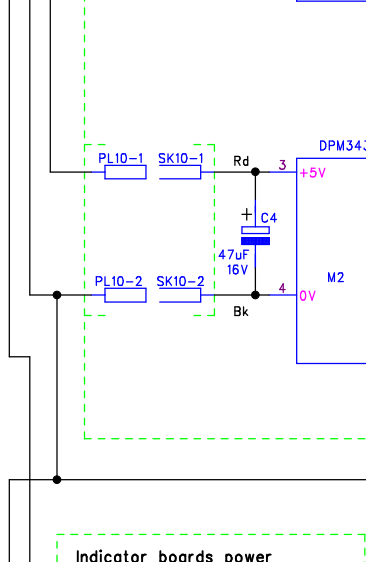 DPM343
PL10-1 SK10-1 Rd 3 +5V
+ C4
47uF
16V
M2
PL10-2 SK10-2 4 0V
Bk
Indicator boards power